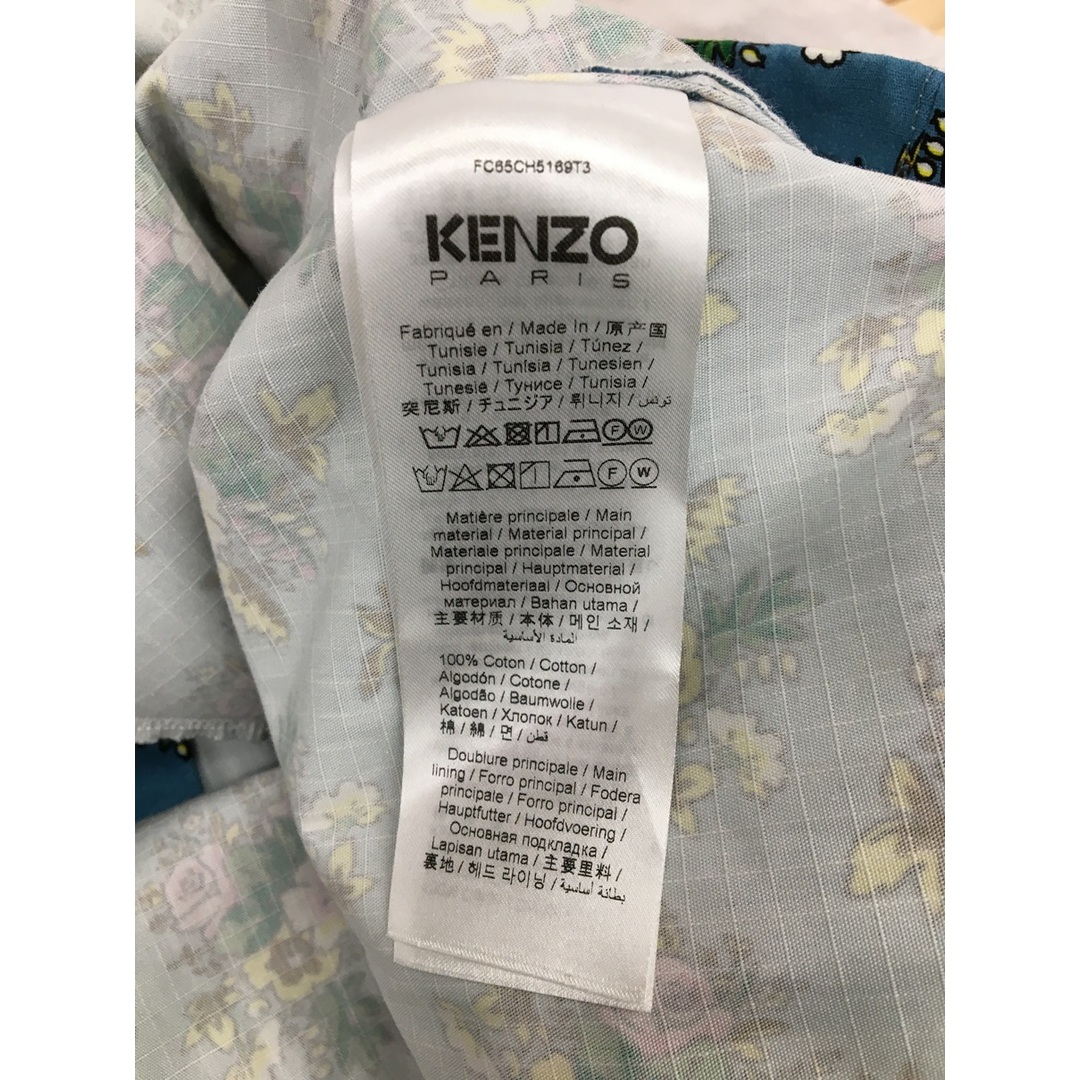 FC65CH5169T3
KENZO
PARIS
Fabriqué en / Made In / 原产国
Tunisie / Tunisia / Túnez /
Tunisia / Tunísia / Tunesien /
Tunesië / Тунисе / Tunisia /
突尼斯 / チュニジア / 튀니지 / تونس
F W
F W
Matière principale / Main
material / Material principal /
Materiale principale / Material
principal / Hauptmaterial /
Hoofdmateriaal / Основной
материал / Bahan utama /
主要材质 / 本体 / 메인 소재 /
المادة الأساسية
100% Coton / Cotton /
Algodón / Cotone /
Algodão / Baumwolle /
Katoen / Хлопок / Katun /
棉 / 綿 / 면 / قطن
Doublure principale / Main
lining / Forro principal / Fodera
principale / Forro principal /
Hauptfutter / Hoofdvoering /
Основная подкладка /
Lapisan utama / 主要里料 /
裏地 / 헤드 라이닝 / بطانة أساسية